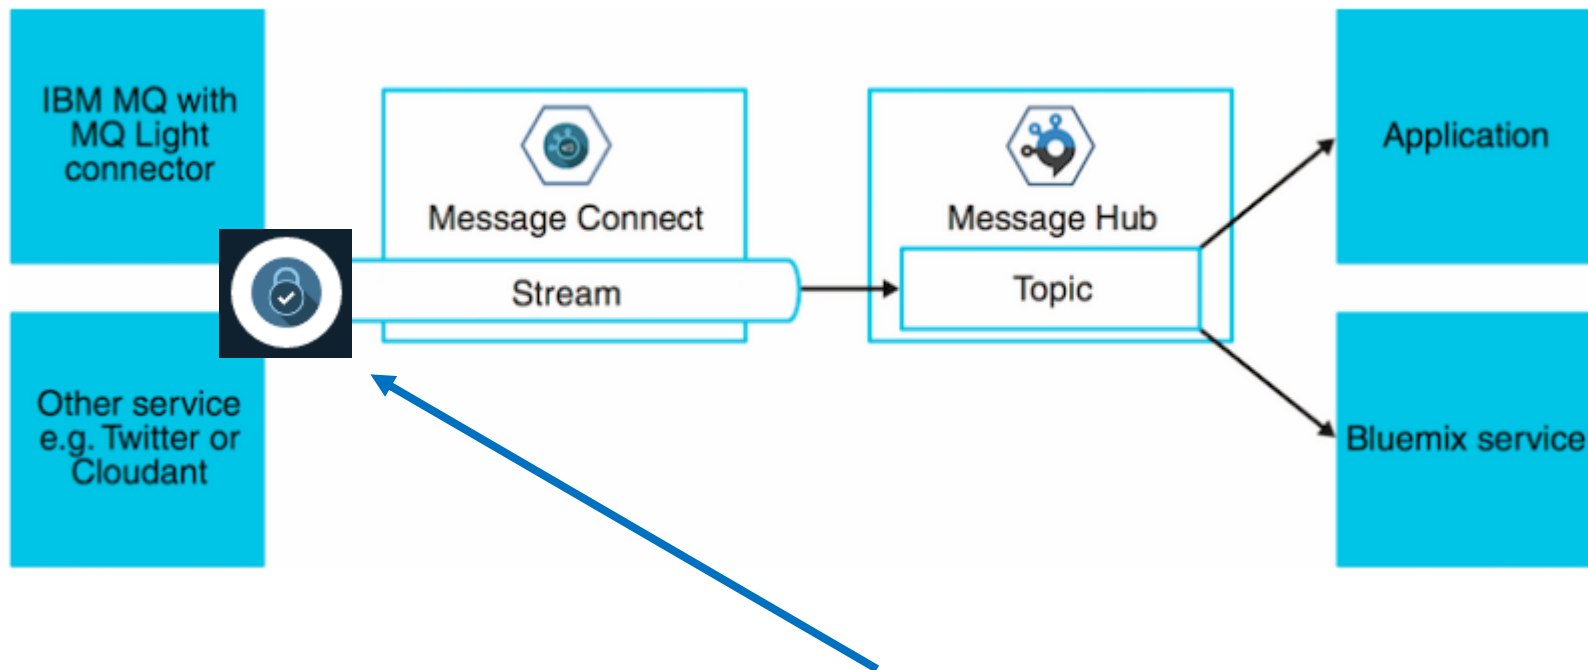 IBM MQ with
MQ Light
connector
Other service
e.g. Twitter or
Cloudant
Message Connect
Stream
Message Hub
Topic
Application
Bluemix service